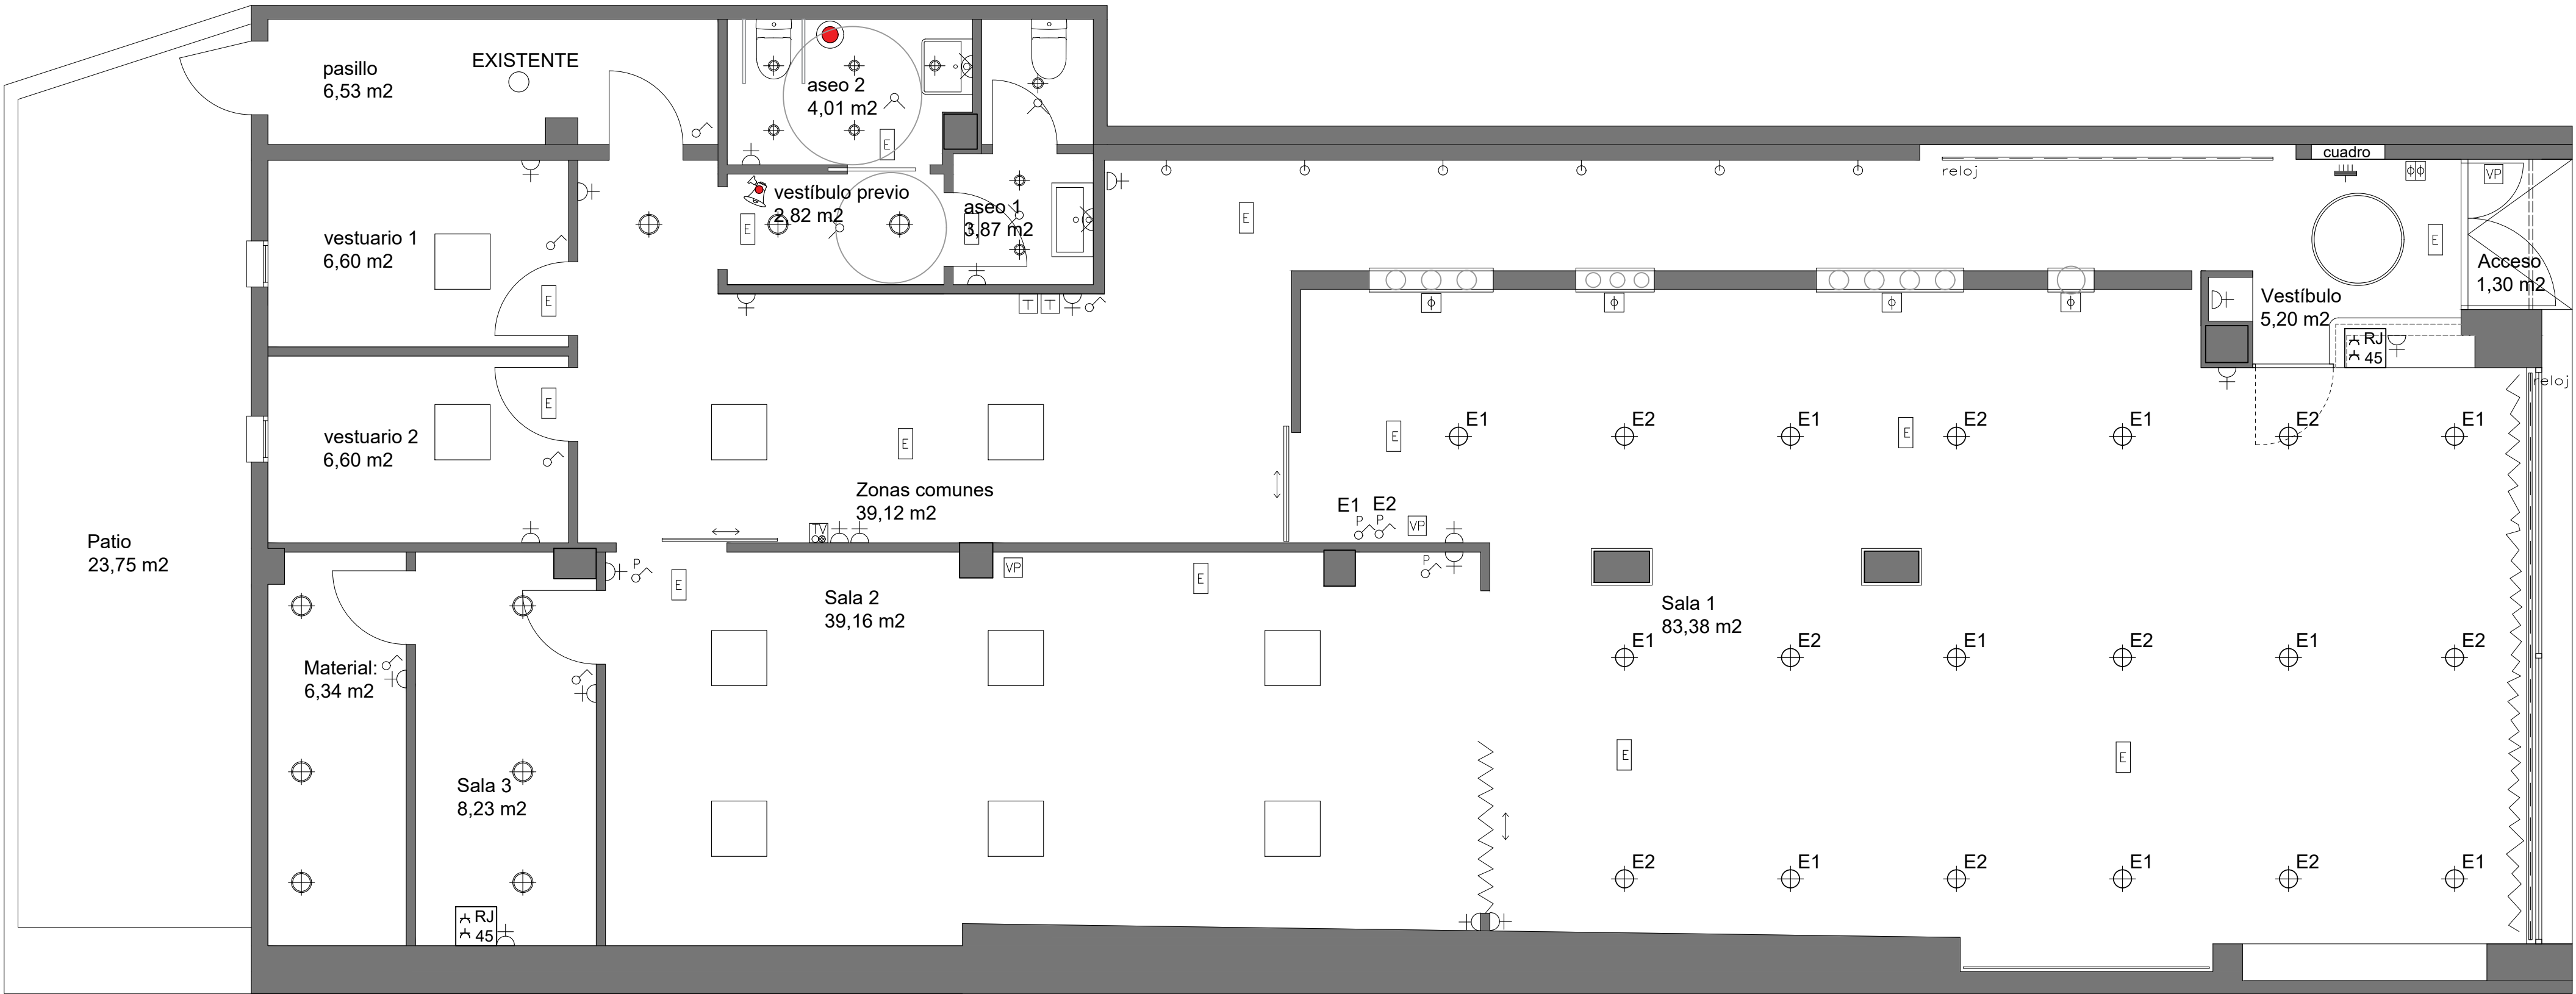 pasillo
6,53 m2
EXISTENTE
aseo 2
4,01 m2
E
vestíbulo previo
2,82 m2
E
aseo 1
3,87 m2
E
vestuario 1
6,60 m2
E
vestuario 2
6,60 m2
E
T
T
E
reloj
cuadro
VP
E
Acceso
1,30 m2
Vestíbulo
5,20 m2
RJ
45
reloj
ϕϕ
ϕ
ϕ
ϕ
ϕ
E
E
E1
E2
E1
E2
E1
E2
E1
E
Zonas comunes
39,12 m2
TV
E1
E2
P
P
VP
Patio
23,75 m2
P
E
VP
E
P
Sala 2
39,16 m2
Sala 1
83,38 m2
E1
E2
E1
E2
E1
E2
Material:
6,34 m2
Sala 3
8,23 m2
E
E
E2
E1
E2
E1
E2
E1
RJ
45